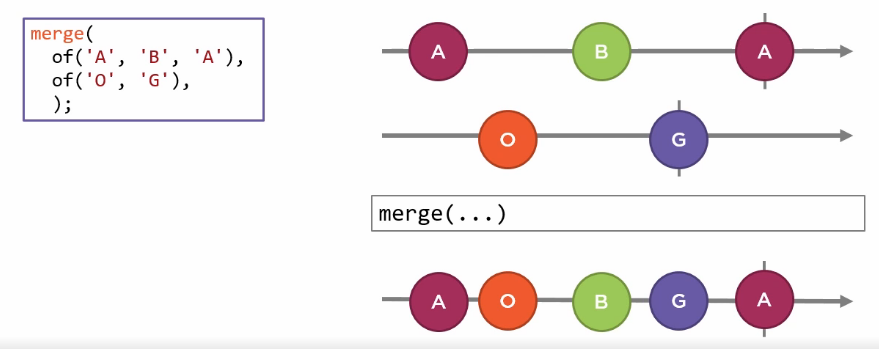 merge(
  of('A', 'B', 'A'),
  of('O', 'G'),
  );
A B A
O G
merge(...)
A O B G A